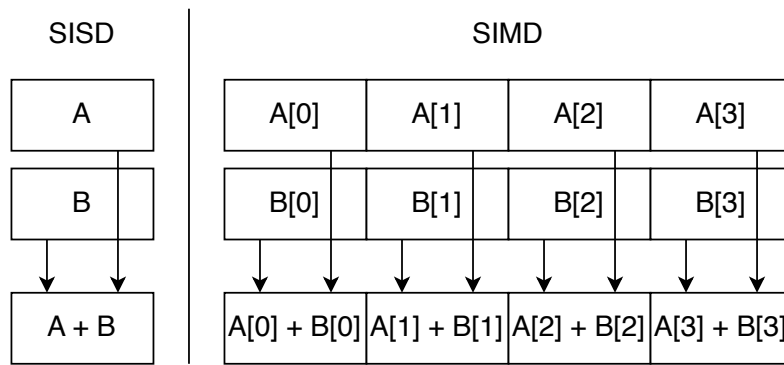 SISD
A
B
A + B
SIMD
A[0] A[1] A[2] A[3]
B[0] B[1] B[2] B[3]
A[0] + B[0] A[1] + B[1] A[2] + B[2] A[3] + B[3]